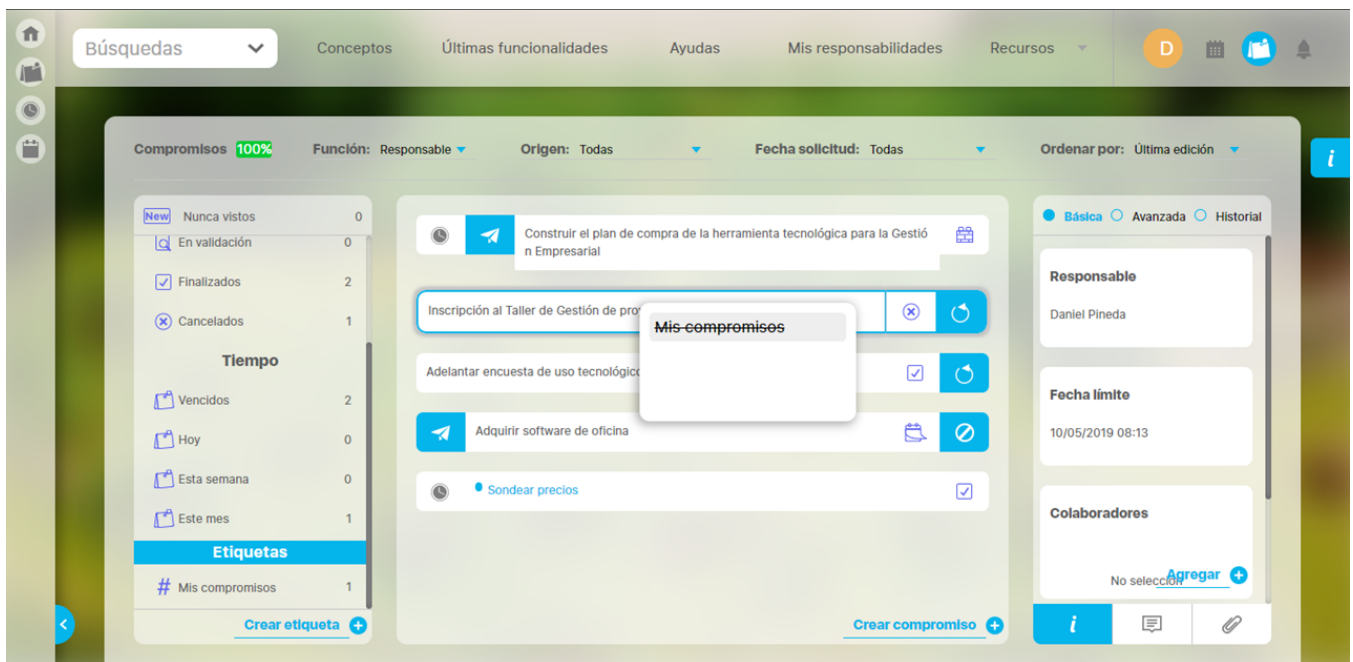 Búsquedas
Conceptos
Últimas funcionalidades
Ayudas
Mis responsabilidades
Recursos
D
Compromisos 100%
Función: Responsable
Origen: Todas
Fecha solicitud: Todas
Ordenar por: Última edición
i
New Nunca vistos 0
En validación 0
Finalizados 2
Cancelados 1
Tiempo
Vencidos 2
Hoy 0
Esta semana 0
Este mes 1
Etiquetas
# Mis compromisos 1
Crear etiqueta
Construir el plan de compra de la herramienta tecnológica para la Gestió
n Empresarial
Inscripción al Taller de Gestión de pro
Mis compromisos
Adelantar encuesta de uso tecnológico
Adquirir software de oficina
Sondear precios
Crear compromiso
Básica
Avanzada
Historial
Responsable
Daniel Pineda
Fecha límite
10/05/2019 08:13
Colaboradores
No selección
Agregar
i